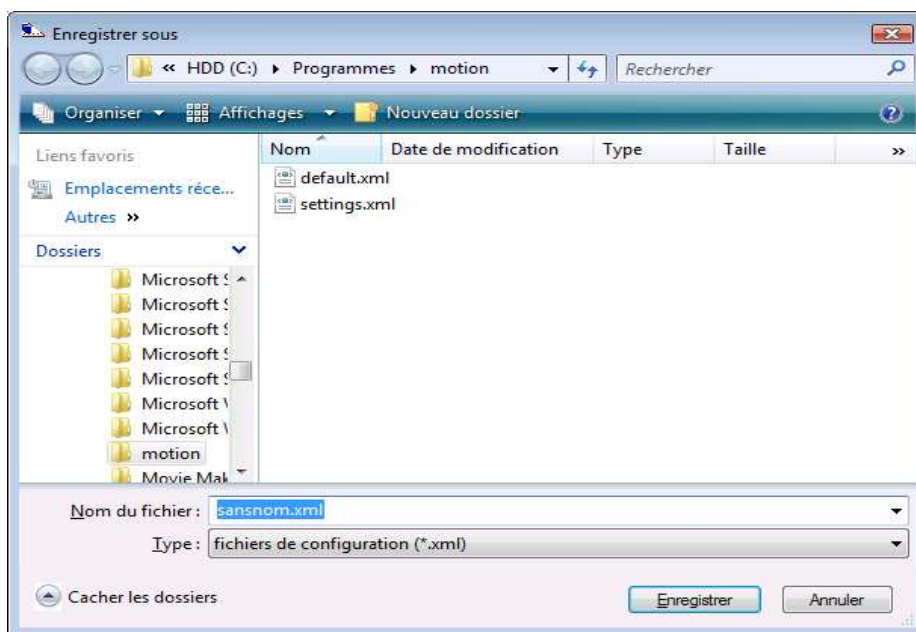 Enregistrer sous
« HDD (C:) Programmes motion Rechercher
Organiser Affichages Nouveau dossier
Liens favoris
Emplacements réce...
Autres »
Dossiers
Microsoft S
Microsoft S
Microsoft S
Microsoft S
Microsoft S
Microsoft
Microsoft
motion
Movie Mak
Nom Date de modification Type Taille »
default.xml
settings.xml
Nom du fichier : sansnom.xml
Type : fichiers de configuration (*.xml)
Cacher les dossiers Enregistrer Annuler